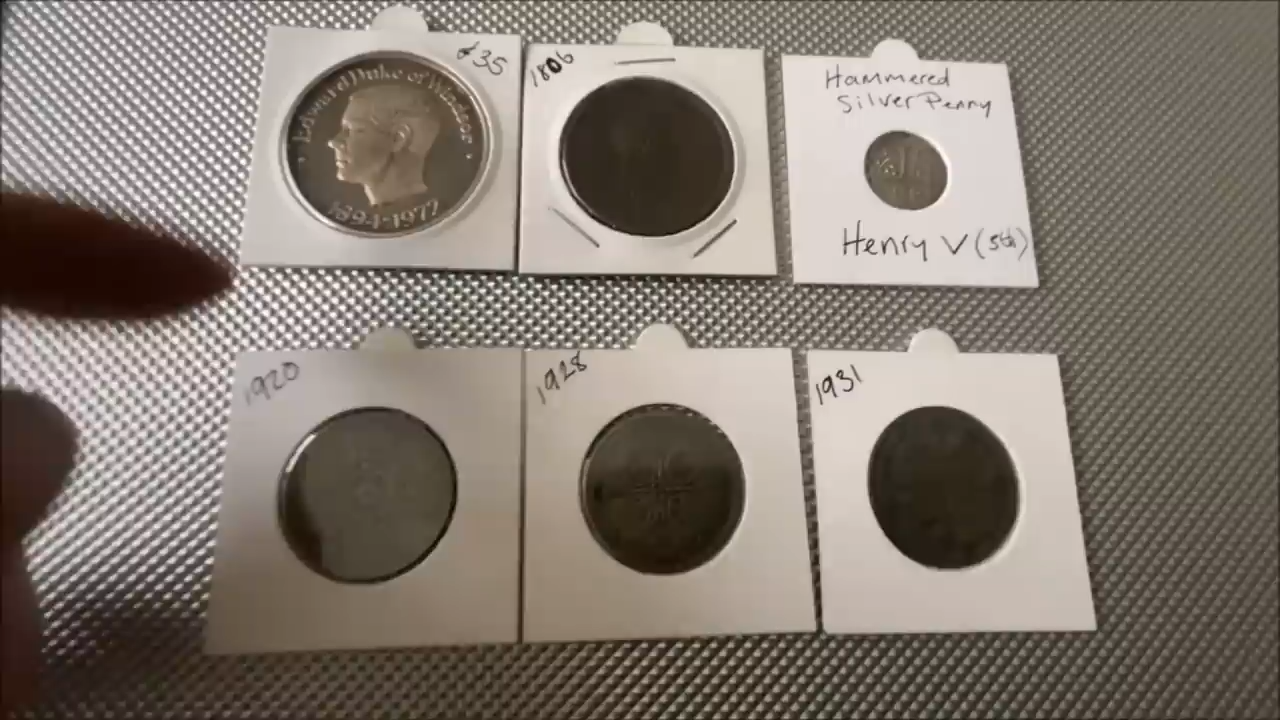 £35
Edward Duke of Windsor
1894-1972
1806
Hammered
Silver Penny
Henry V (5th)
1920
1928
1931